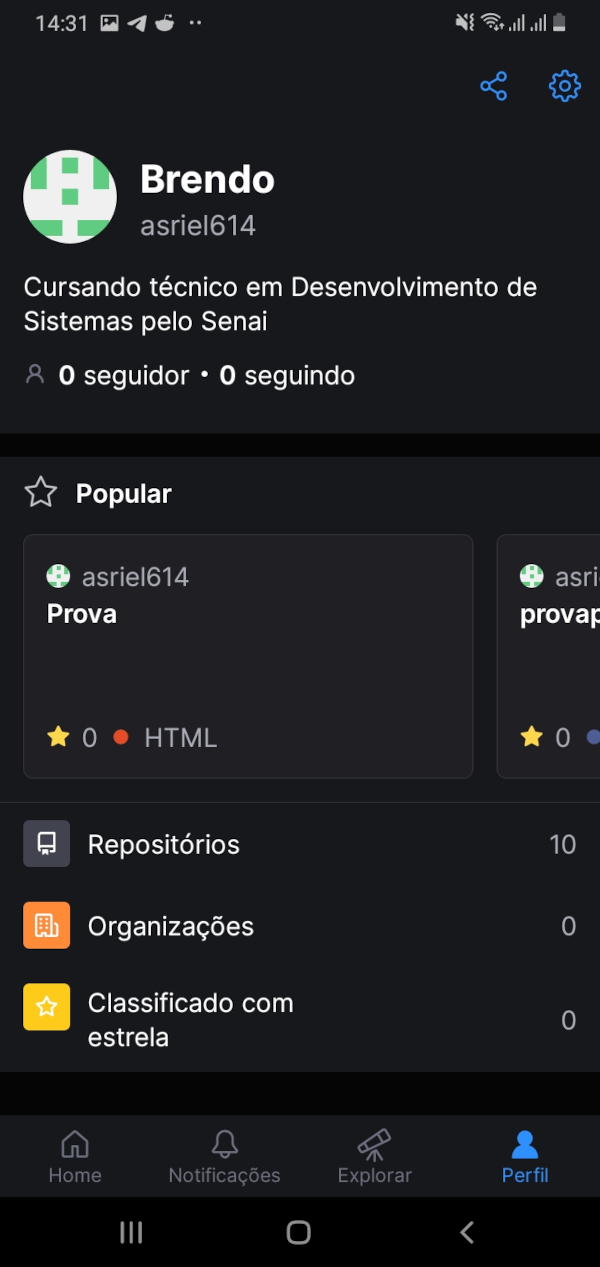 14:31
Brendo
asriel614
Cursando técnico em Desenvolvimento de
Sistemas pelo Senai
0 seguidor • 0 seguindo
Popular
asriel614
Prova
0 HTML
asri
provap
0
Repositórios 10
Organizações 0
Classificado com
estrela
0
Home
Notificações
Explorar
Perfil